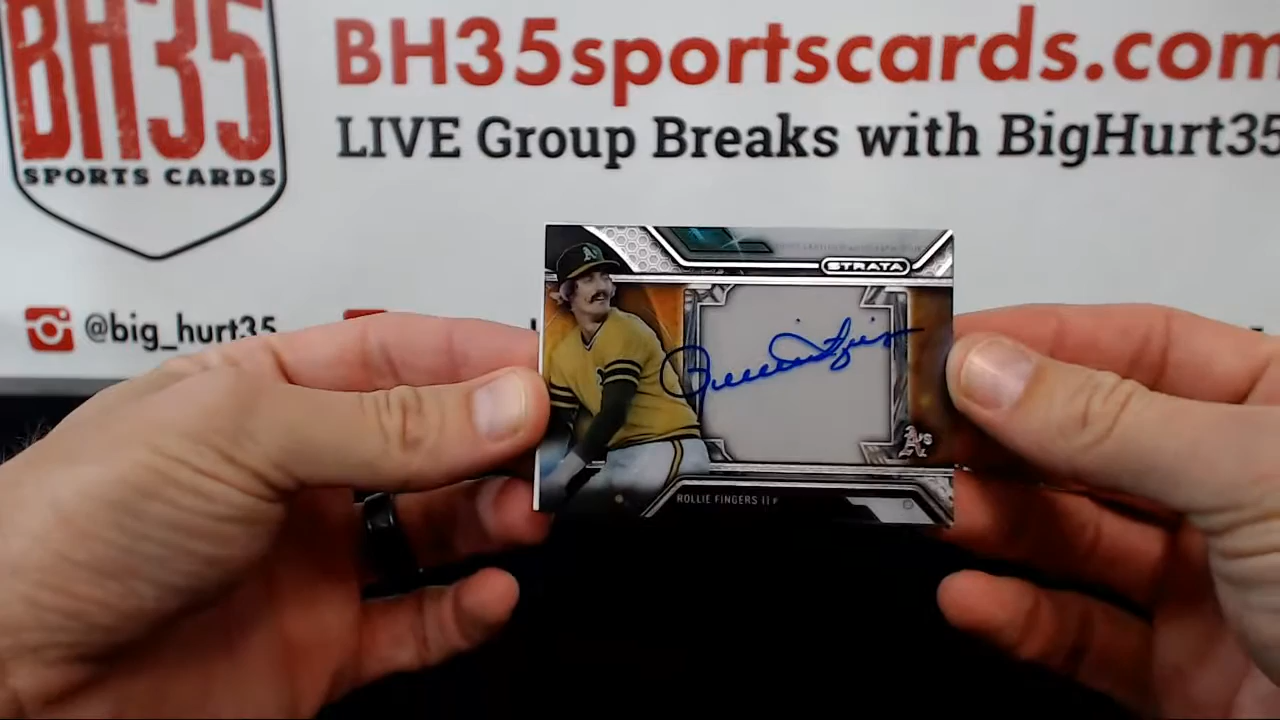 BH35
SPORTS CARDS
BH35sportscards.com
LIVE Group Breaks with BigHurt35
@big_hurt35
STRATA
A's
A's
ROLLIE FINGERS || P